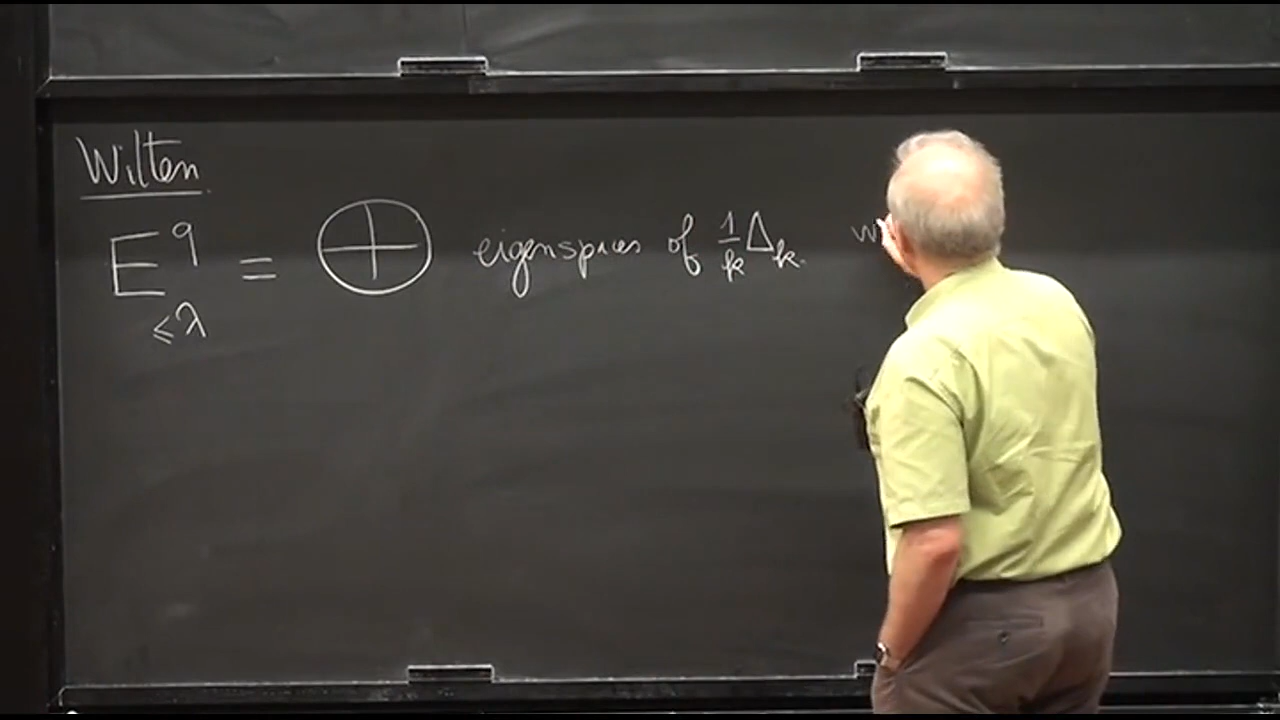 Witten
E^q_{≤λ} = ⊕ eigenspaces of 1/k Δ_k. w